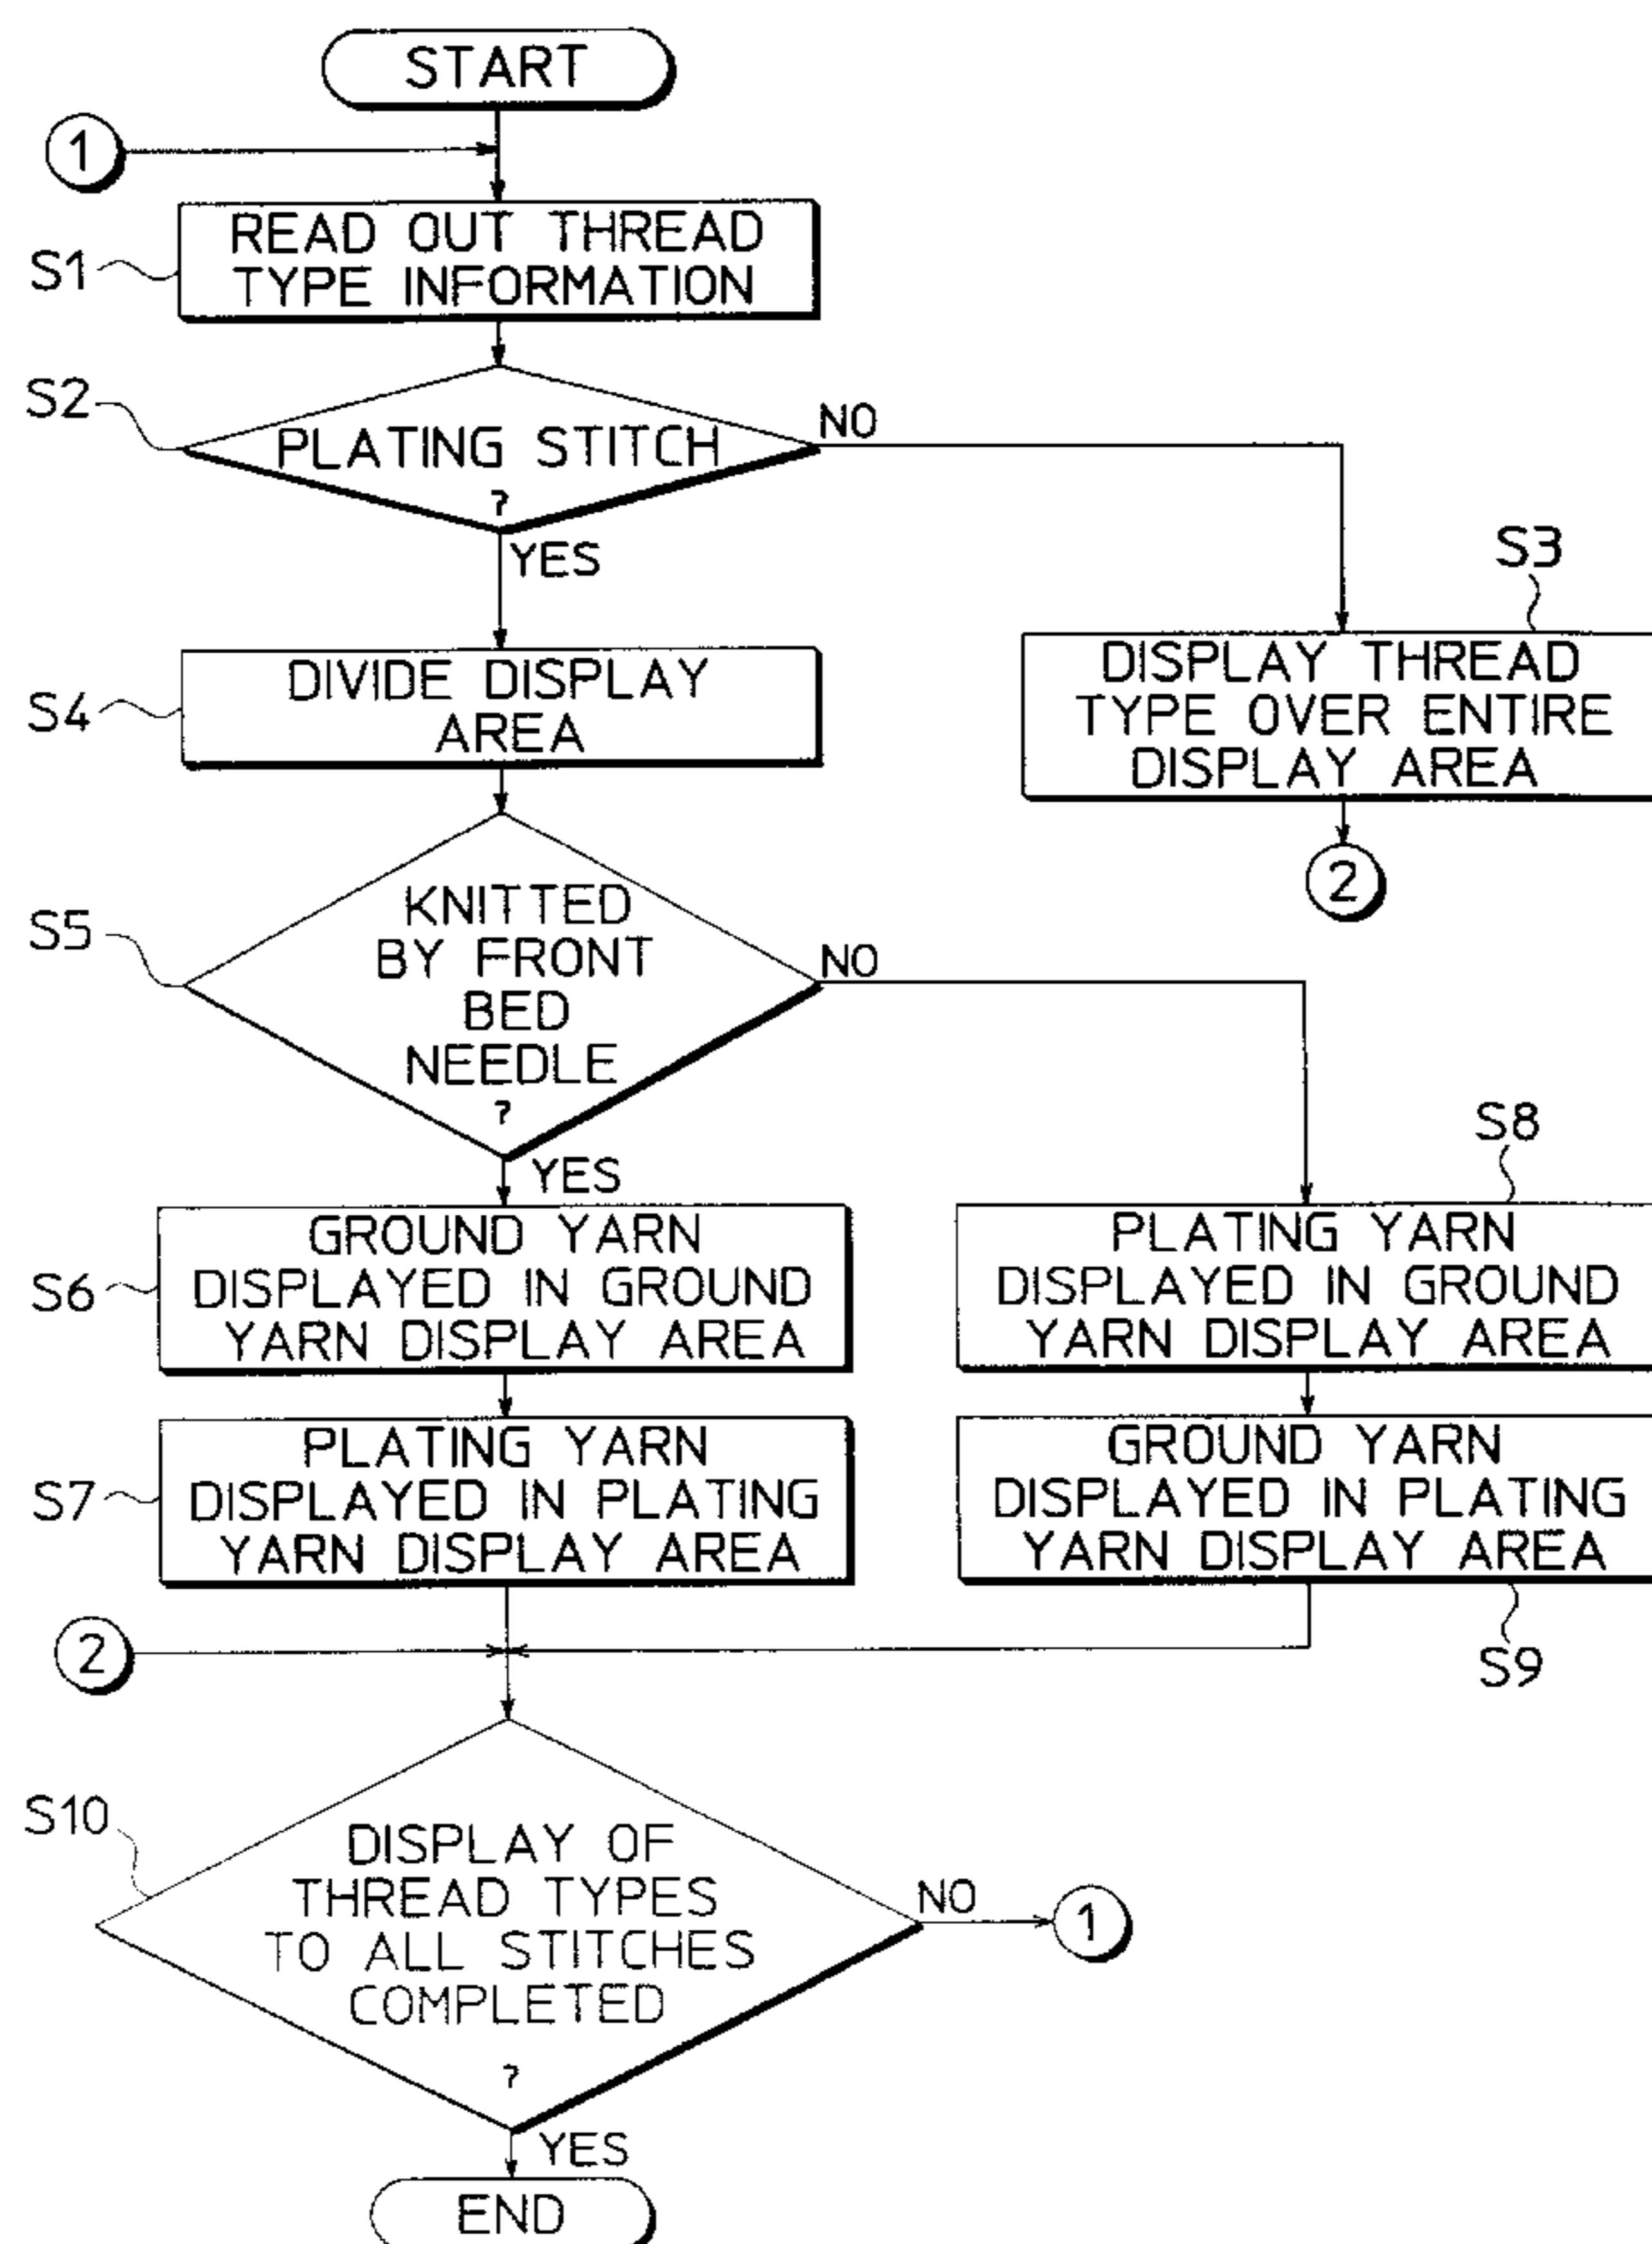 START
1
S1
READ OUT THREAD
TYPE INFORMATION
S2
PLATING STITCH
?
NO
YES
S3
DISPLAY THREAD
TYPE OVER ENTIRE
DISPLAY AREA
2
S4
DIVIDE DISPLAY
AREA
S5
KNITTED
BY FRONT
BED
NEEDLE
?
NO
YES
S6
GROUND YARN
DISPLAYED IN GROUND
YARN DISPLAY AREA
S8
PLATING YARN
DISPLAYED IN GROUND
YARN DISPLAY AREA
S7
PLATING YARN
DISPLAYED IN PLATING
YARN DISPLAY AREA
GROUND YARN
DISPLAYED IN PLATING
YARN DISPLAY AREA
S9
2
S10
DISPLAY OF
THREAD TYPES
TO ALL STITCHES
COMPLETED
?
NO
1
YES
END